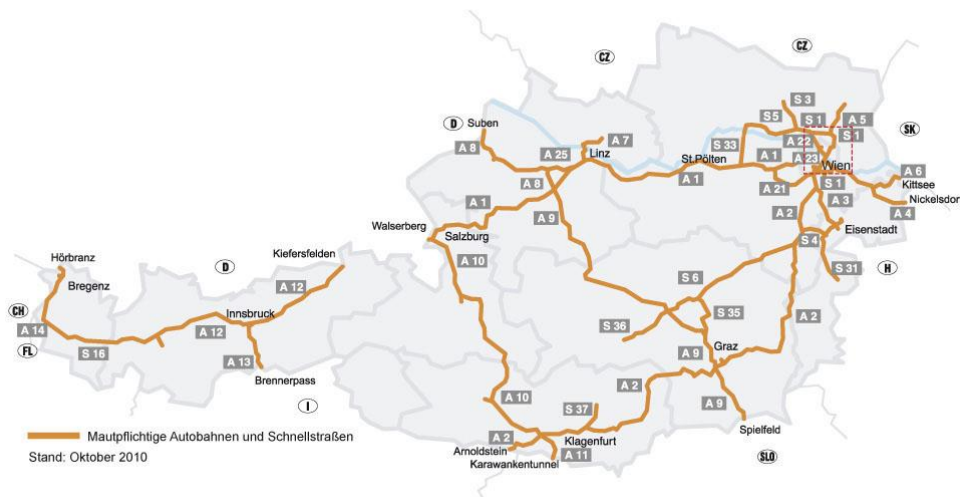 CZ
CZ
S 3
D
Suben
S 5
S 1
A 5
A 7
S 1
SK
A 8
A 25
Linz
S 33
A 22
St.Pölten
A 1
A 23
Wien
A 6
A 8
A 1
A 21
S 1
Kittsee
A 3
Nickelsdorf
A 1
A 9
A 2
A 4
Walserberg
Salzburg
Eisenstadt
S 4
Kiefersfelden
A 10
Hörbranz
D
S 31
H
Bregenz
A 12
S 6
CH
Innsbruck
S 35
A 2
A 14
A 12
S 36
FL
S 16
Graz
A 13
A 9
Brennerpass
A 2
I
A 10
S 37
A 9
Mautpflichtige Autobahnen und Schnellstraßen
A 2
Klagenfurt
Spielfeld
Stand: Oktober 2010
Arnoldstein
A 11
SLO
Karawankentunnel